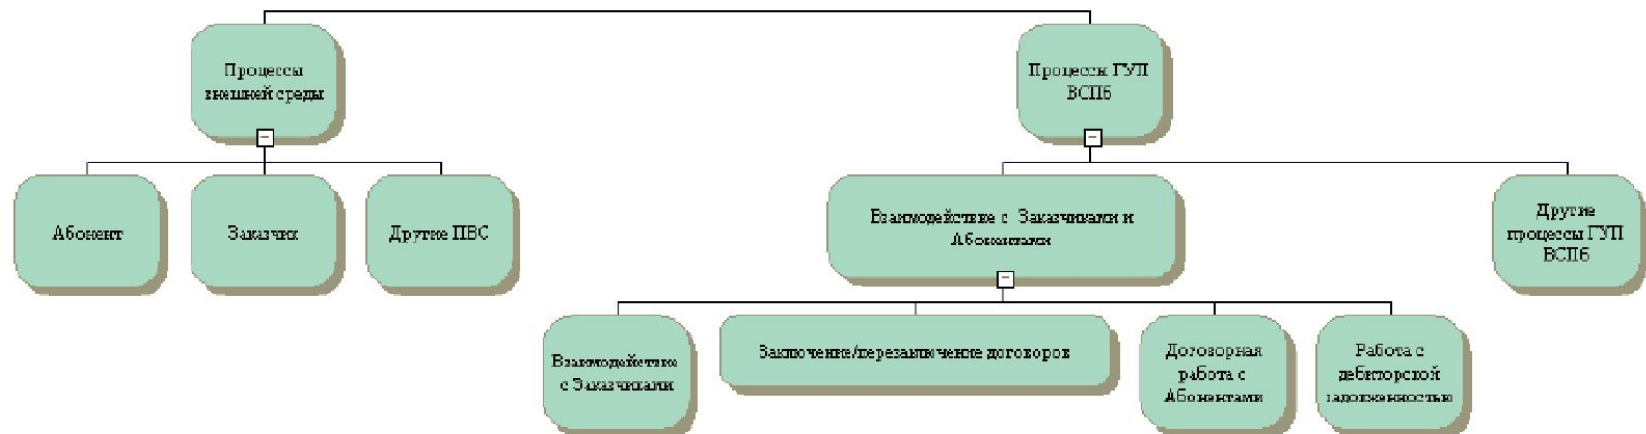 Процессы
внешней среды
Процессы ГУП
ВСПб
Абонент
Заказчик
Другие ПВС
Взаимодействие с Заказчиками и
Абонентами
Другие
процессы ГУП
ВСПб
Взаимодействие
с Заказчиками
Заключение/перезаключение договоров
Договорная
работа с
Абонентами
Работа с
дебиторской
задолженностью